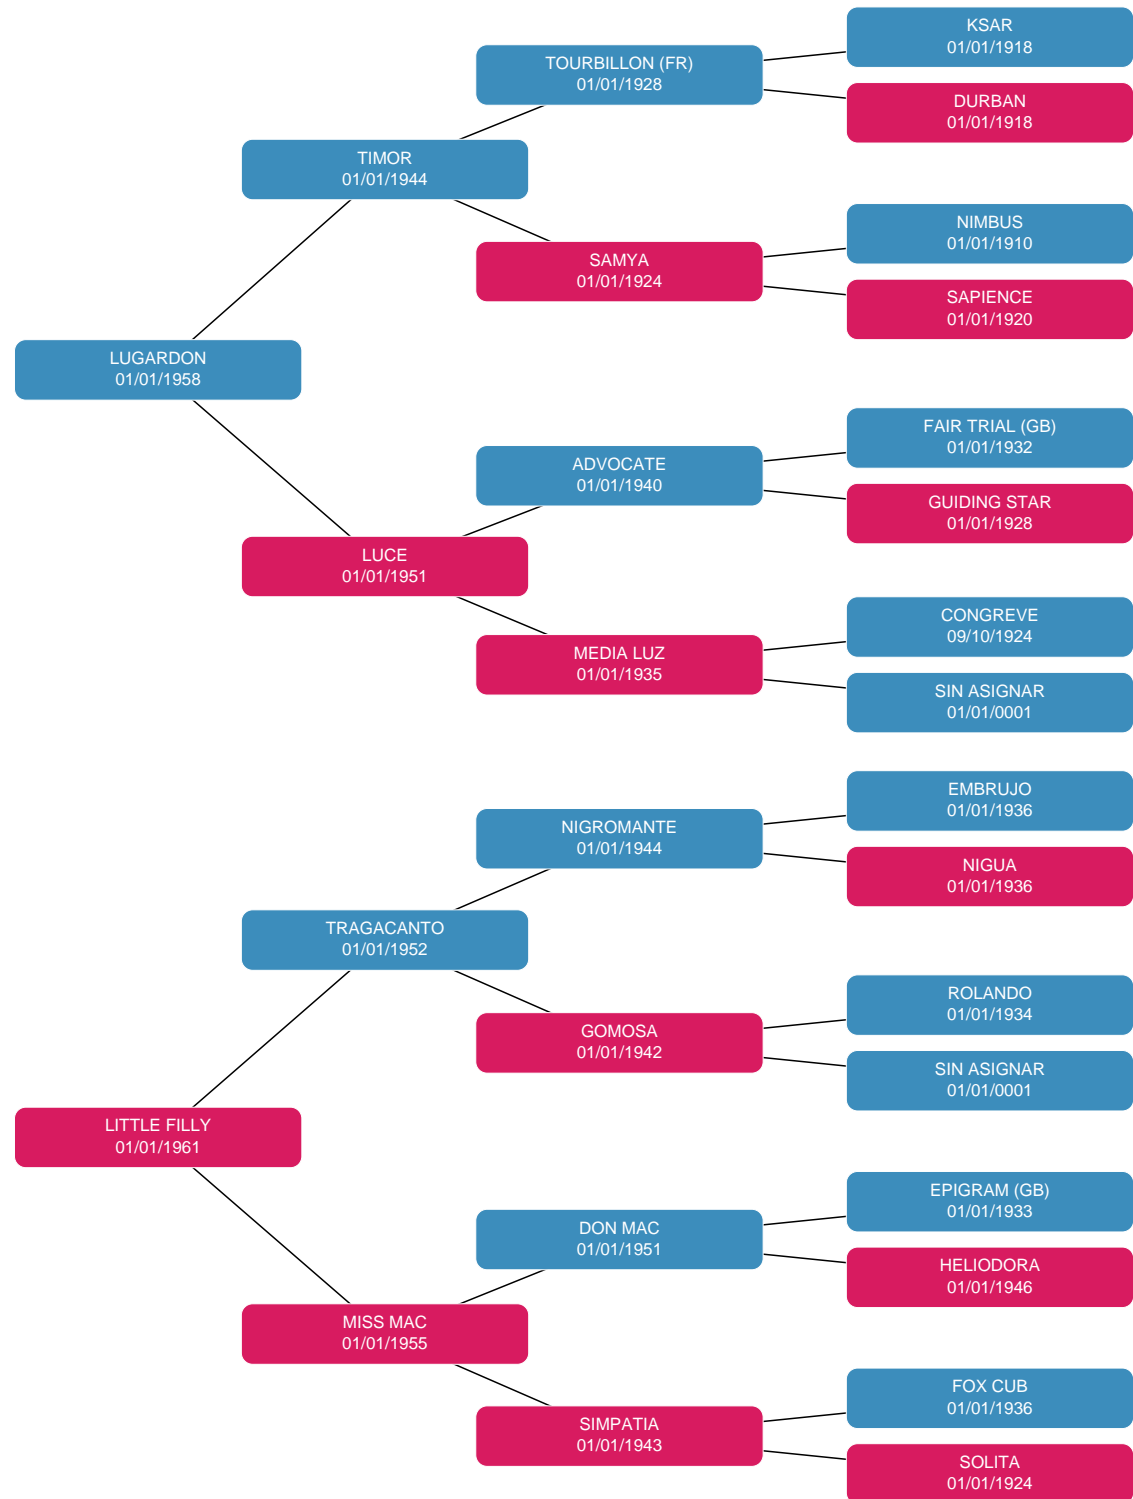 KSAR
01/01/1918
TOURBILLON (FR)
01/01/1928
DURBAN
01/01/1918
TIMOR
01/01/1944
NIMBUS
01/01/1910
SAMYA
01/01/1924
SAPIENCE
01/01/1920
LUGARDON
01/01/1958
FAIR TRIAL (GB)
01/01/1932
ADVOCATE
01/01/1940
GUIDING STAR
01/01/1928
LUCE
01/01/1951
CONGREVE
09/10/1924
MEDIA LUZ
01/01/1935
SIN ASIGNAR
01/01/0001
EMBRUJO
01/01/1936
NIGROMANTE
01/01/1944
NIGUA
01/01/1936
TRAGACANTO
01/01/1952
ROLANDO
01/01/1934
GOMOSA
01/01/1942
SIN ASIGNAR
01/01/0001
LITTLE FILLY
01/01/1961
EPIGRAM (GB)
01/01/1933
DON MAC
01/01/1951
HELIODORA
01/01/1946
MISS MAC
01/01/1955
FOX CUB
01/01/1936
SIMPATIA
01/01/1943
SOLITA
01/01/1924